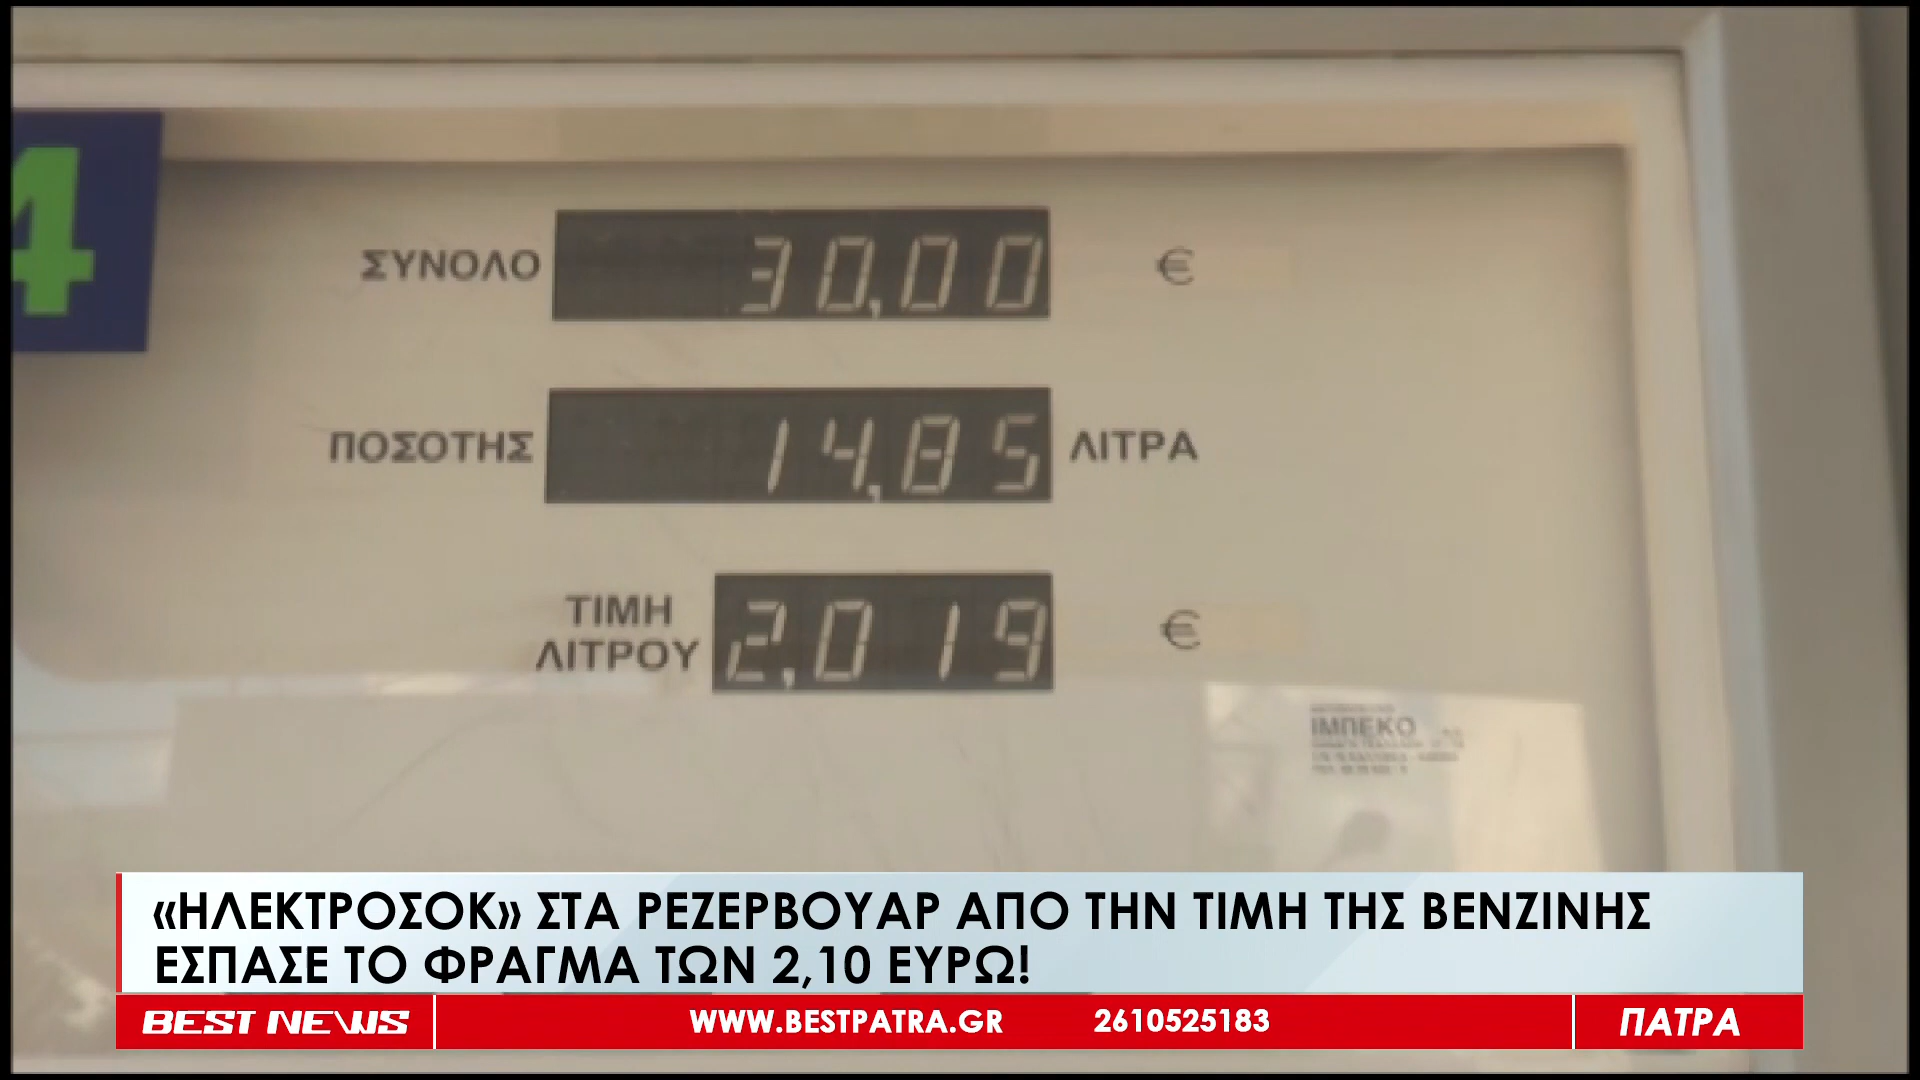 4
ΣΥΝΟΛΟ 30,00 €
ΠΟΣΟΤΗΣ 14,85 ΛΙΤΡΑ
ΤΙΜΗ
ΛΙΤΡΟΥ 2,019 €
ΙΜΠΕΚΟ
«ΗΛΕΚΤΡΟΣΟΚ» ΣΤΑ ΡΕΖΕΡΒΟΥΑΡ ΑΠΟ ΤΗΝ ΤΙΜΗ ΤΗΣ ΒΕΝΖΙΝΗΣ
ΕΣΠΑΣΕ ΤΟ ΦΡΑΓΜΑ ΤΩΝ 2,10 ΕΥΡΩ!
BEST NEWS WWW.BESTPATRA.GR 2610525183 ΠΑΤΡΑ